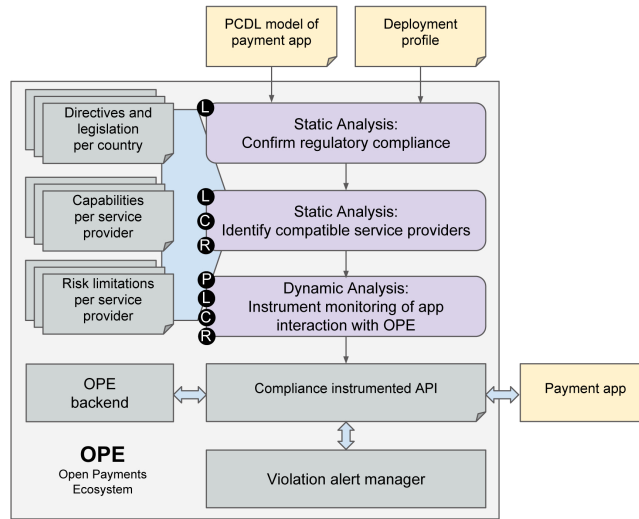 PCDL model of
payment app
Deployment
profile
Directives and
legislation
per country
L
Static Analysis:
Confirm regulatory compliance
Capabilities
per service
provider
L
C
R
Static Analysis:
Identify compatible service providers
Risk limitations
per service
provider
P
L
C
R
Dynamic Analysis:
Instrument monitoring of app
interaction with OPE
OPE
backend
Compliance instrumented API
Payment app
OPE
Open Payments
Ecosystem
Violation alert manager